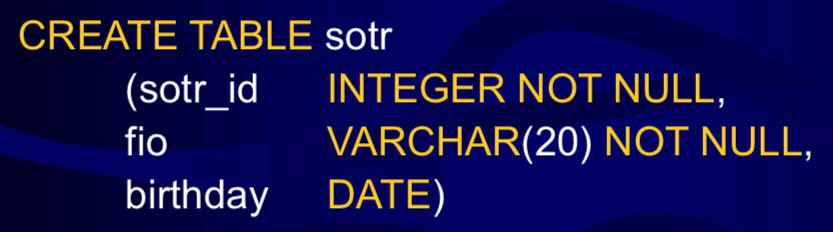 CREATE TABLE sotr
(sotr_id INTEGER NOT NULL,
fio VARCHAR(20) NOT NULL,
birthday DATE)